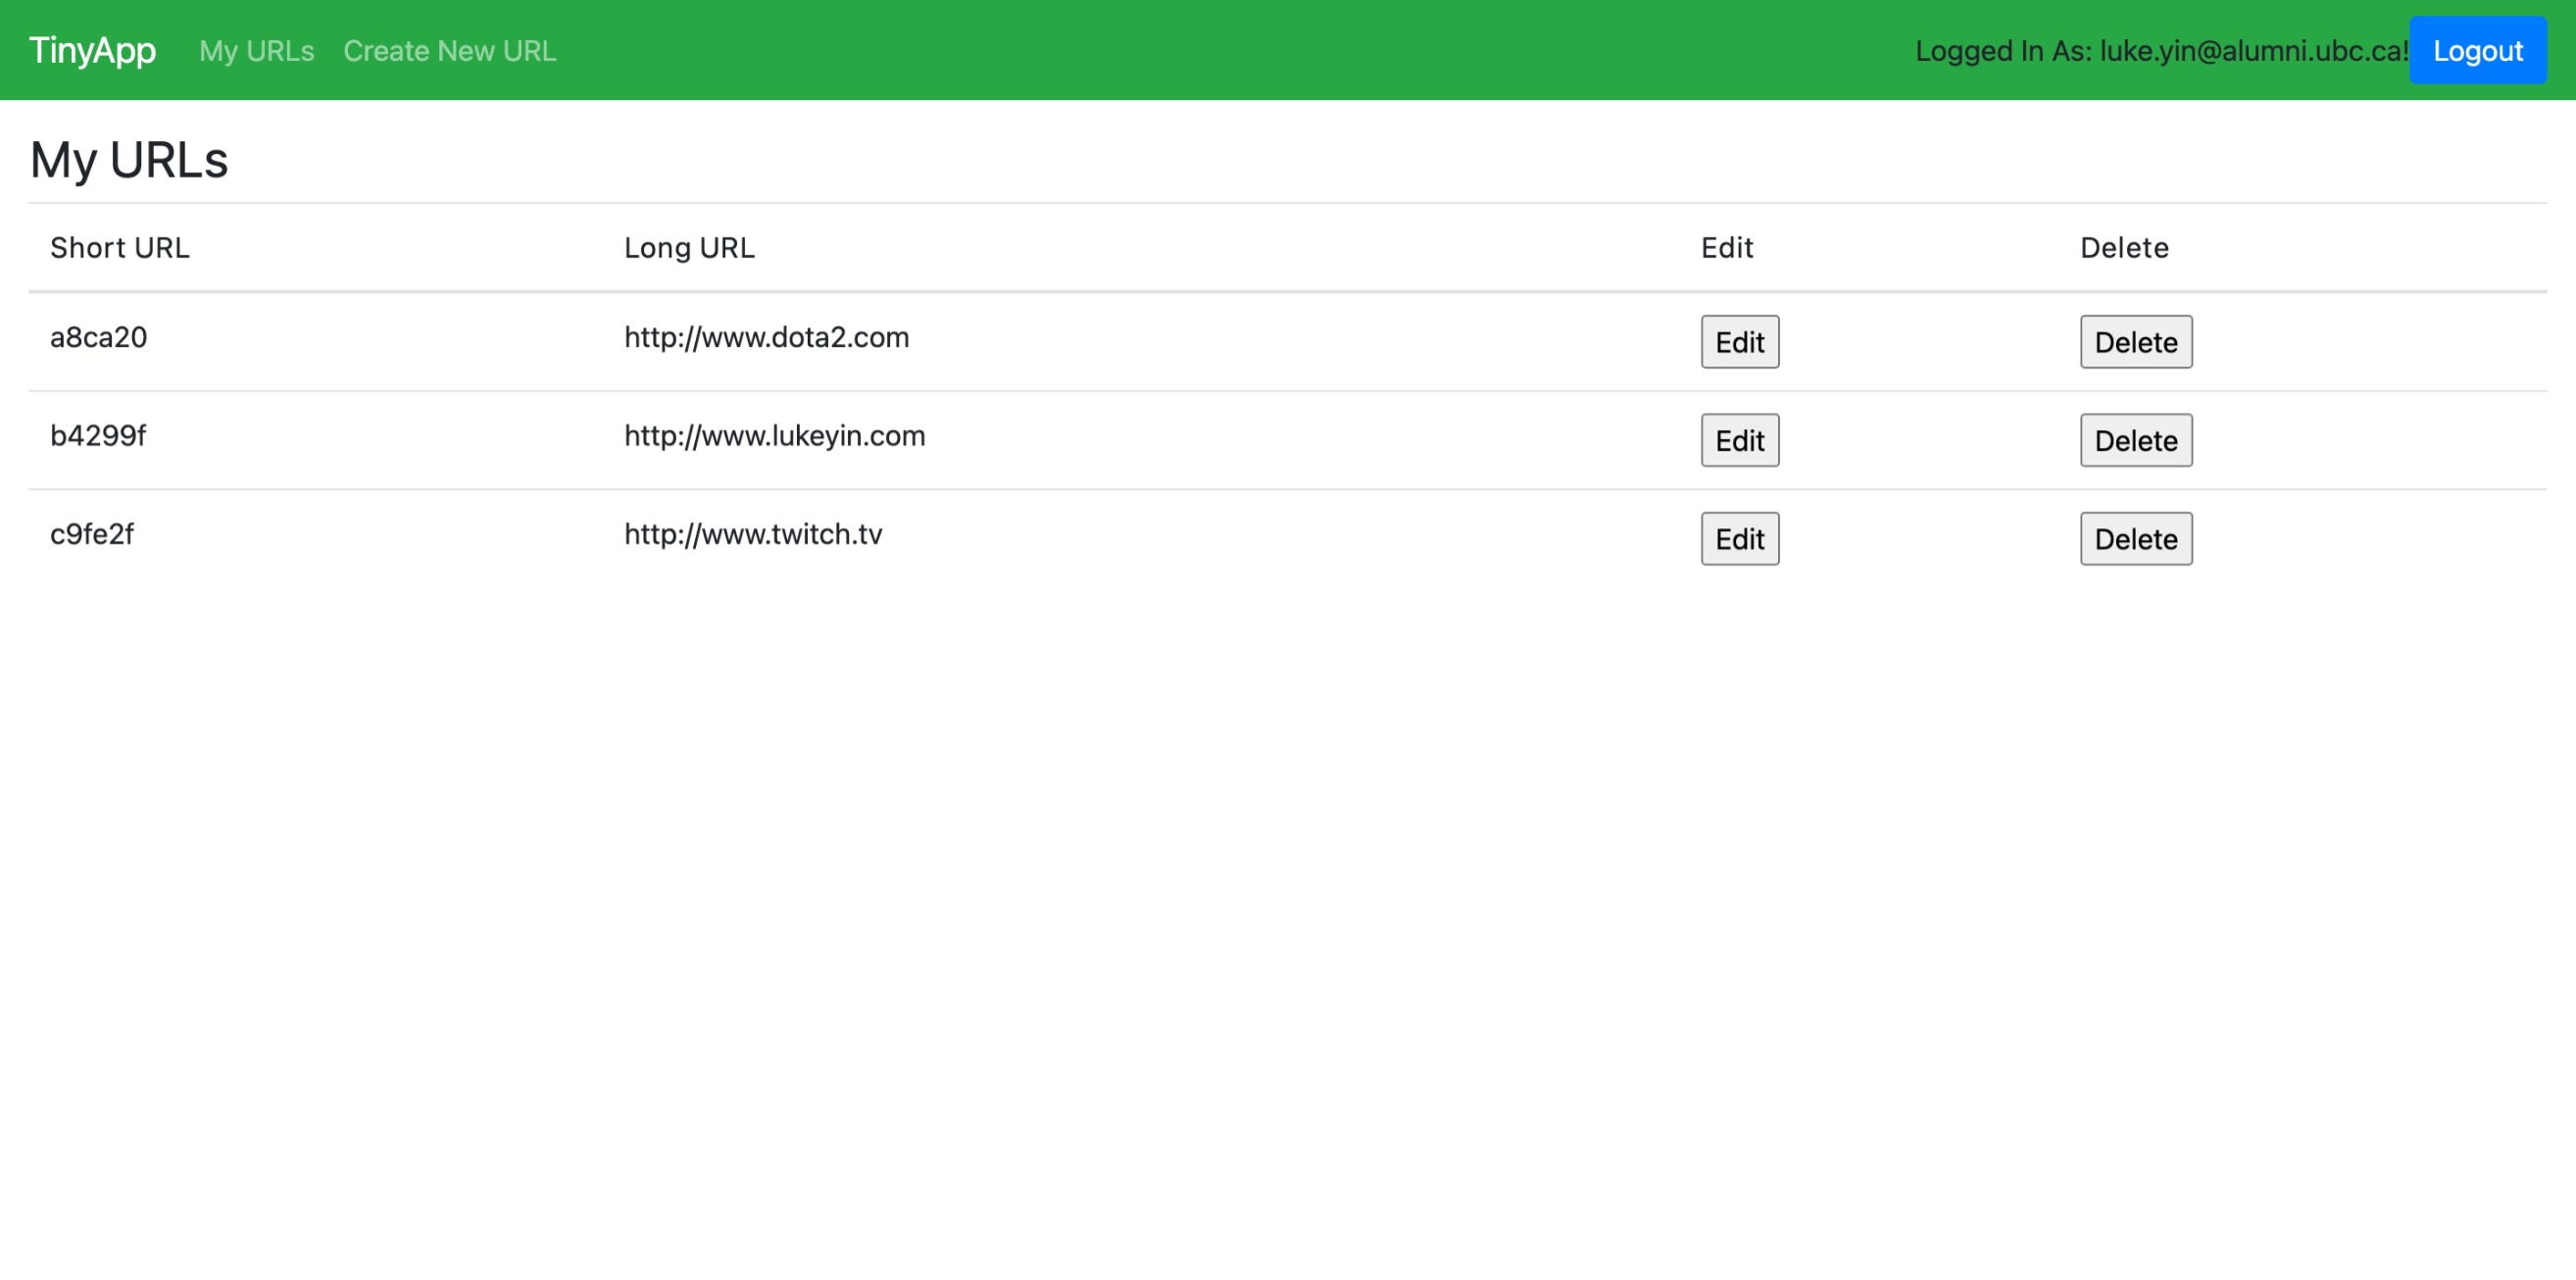 TinyApp My URLs Create New URL Logged In As: luke.yin@alumni.ubc.ca! Logout
My URLs
Short URL Long URL Edit Delete
a8ca20 http://www.dota2.com Edit Delete
b4299f http://www.lukeyin.com Edit Delete
c9fe2f http://www.twitch.tv Edit Delete